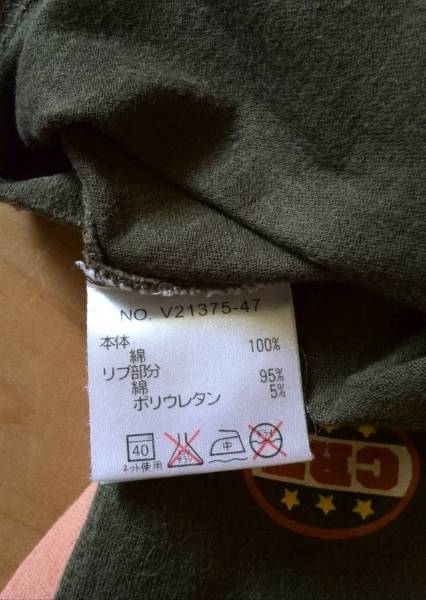 NO. V21375-47
本体
綿 100%
リブ部分
綿 95%
ポリウレタン 5%
40 中
ネット使用